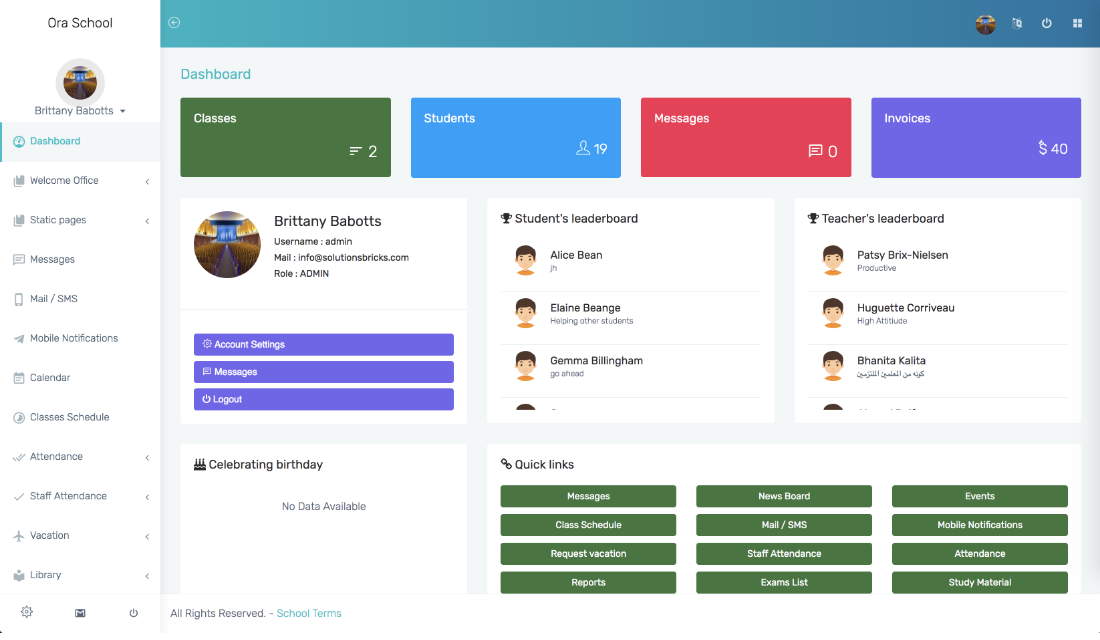 Ora School
Brittany Babotts
Dashboard
Welcome Office
Static pages
Messages
Mail / SMS
Mobile Notifications
Calendar
Classes Schedule
Attendance
Staff Attendance
Vacation
Library
Dashboard
Classes
2
Students
19
Messages
0
Invoices
$ 40
Brittany Babotts
Username : admin
Mail : info@solutionsbricks.com
Role : ADMIN
Account Settings
Messages
Logout
Student's leaderboard
Alice Bean
jh
Elaine Beange
Helping other students
Gemma Billingham
go ahead
Teacher's leaderboard
Patsy Brix-Nielsen
Productive
Huguette Corriveau
High Attitiude
Bhanita Kalita
كونه من المعلمين الملتزمين
Celebrating birthday
No Data Available
Quick links
Messages News Board Events
Class Schedule Mail / SMS Mobile Notifications
Request vacation Staff Attendance Attendance
Reports Exams List Study Material
All Rights Reserved. - School Terms